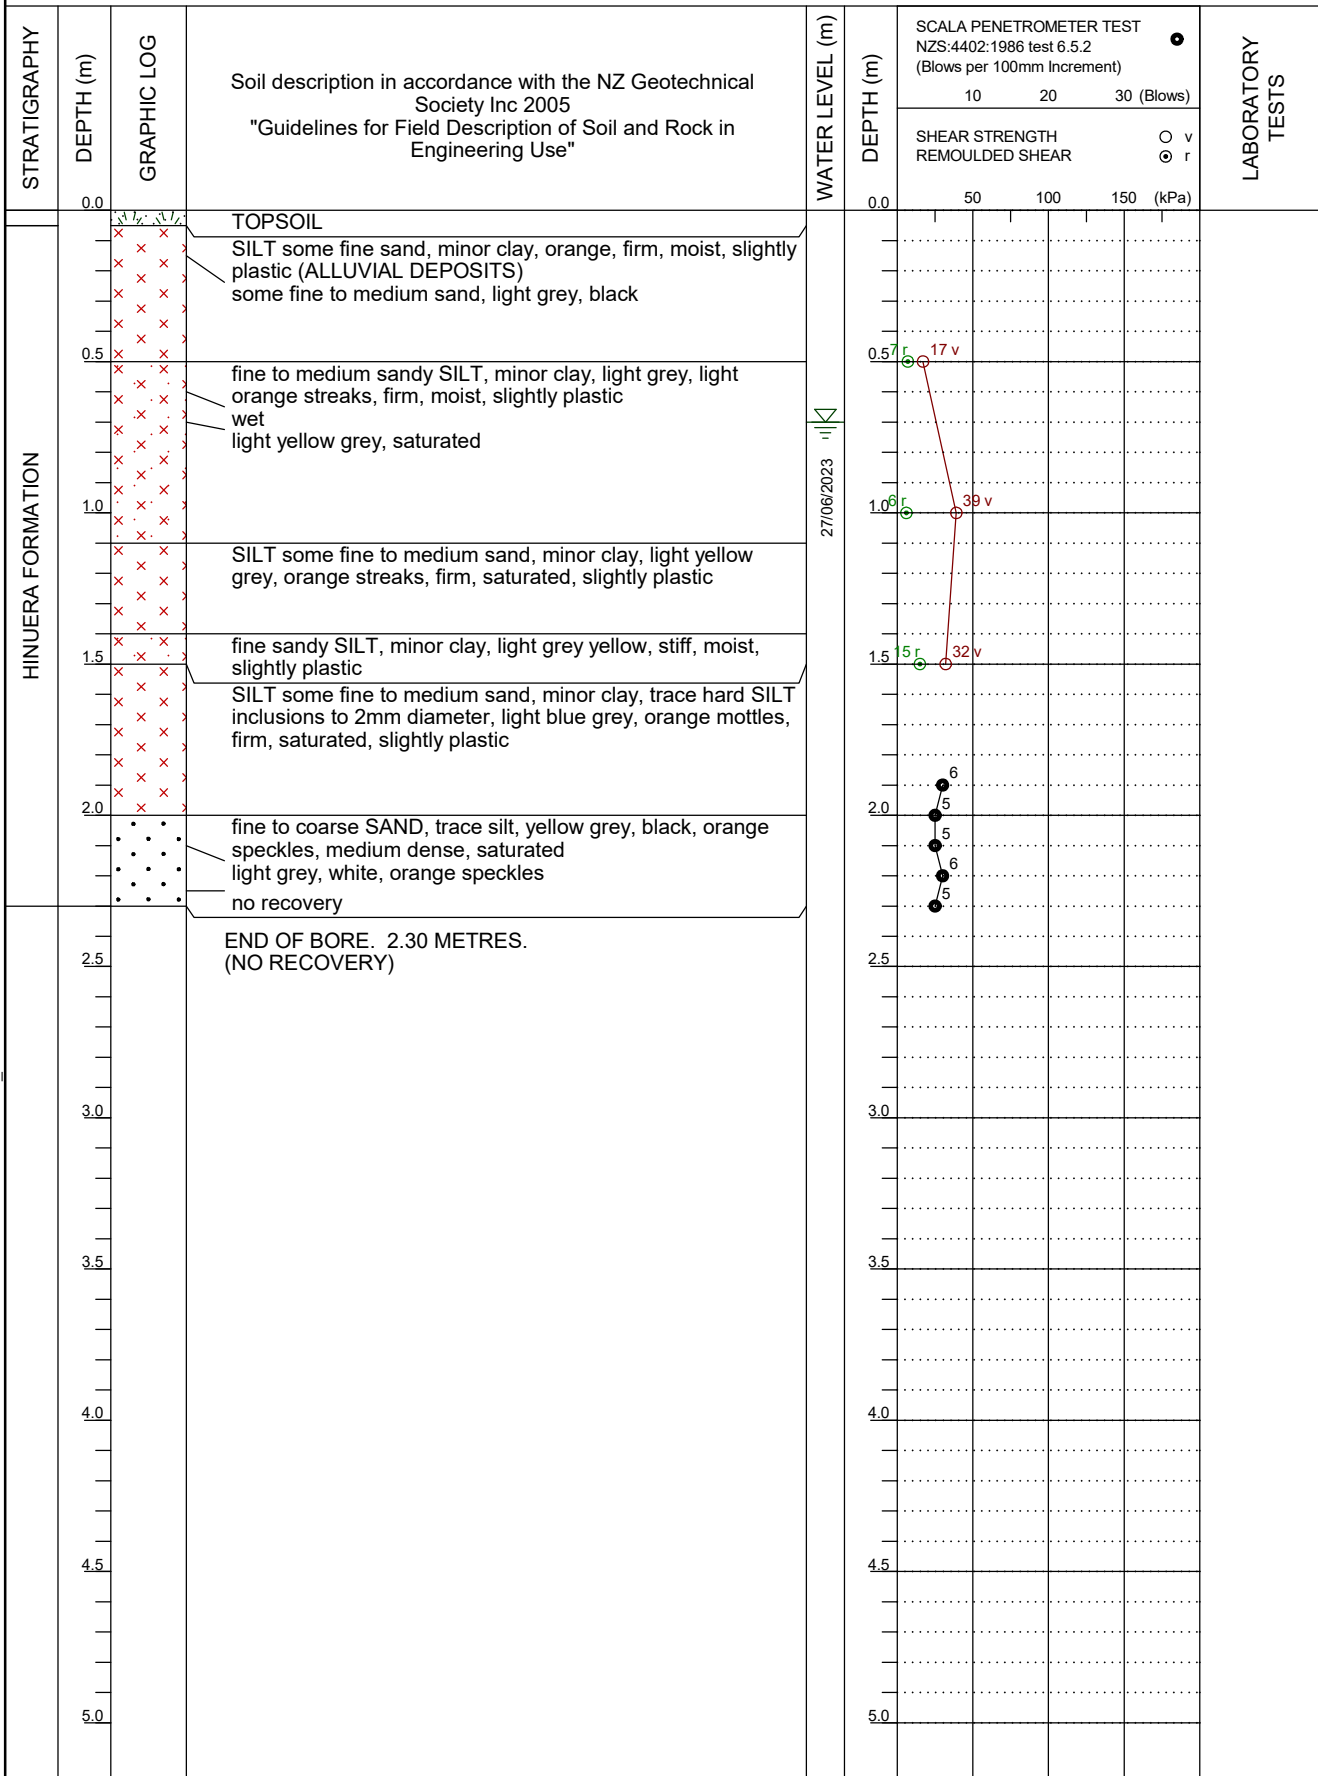 STRATIGRAPHY
DEPTH (m)
GRAPHIC LOG
Soil description in accordance with the NZ Geotechnical
Society Inc 2005
"Guidelines for Field Description of Soil and Rock in
Engineering Use"
WATER LEVEL (m)
DEPTH (m)
SCALA PENETROMETER TEST
NZS:4402:1986 test 6.5.2
(Blows per 100mm Increment)
10 20 30 (Blows)
SHEAR STRENGTH v
REMOULDED SHEAR r
50 100 150 (kPa)
LABORATORY
TESTS
0.0 0.0
TOPSOIL
SILT some fine sand, minor clay, orange, firm, moist, slightly
plastic (ALLUVIAL DEPOSITS)
some fine to medium sand, light grey, black
0.5 0.5 7 r 17 v
fine to medium sandy SILT, minor clay, light grey, light
orange streaks, firm, moist, slightly plastic
wet
light yellow grey, saturated
27/06/2023
HINUERA FORMATION
1.0 1.0 6 r 39 v
SILT some fine to medium sand, minor clay, light yellow
grey, orange streaks, firm, saturated, slightly plastic
fine sandy SILT, minor clay, light grey yellow, stiff, moist,
slightly plastic
1.5 1.5 15 r 32 v
SILT some fine to medium sand, minor clay, trace hard SILT
inclusions to 2mm diameter, light blue grey, orange mottles,
firm, saturated, slightly plastic
6
2.0 2.0 5
fine to coarse SAND, trace silt, yellow grey, black, orange
speckles, medium dense, saturated
5
light grey, white, orange speckles
6
no recovery
5
END OF BORE. 2.30 METRES.
(NO RECOVERY)
2.5 2.5
3.0 3.0
3.5 3.5
4.0 4.0
4.5 4.5
5.0 5.0